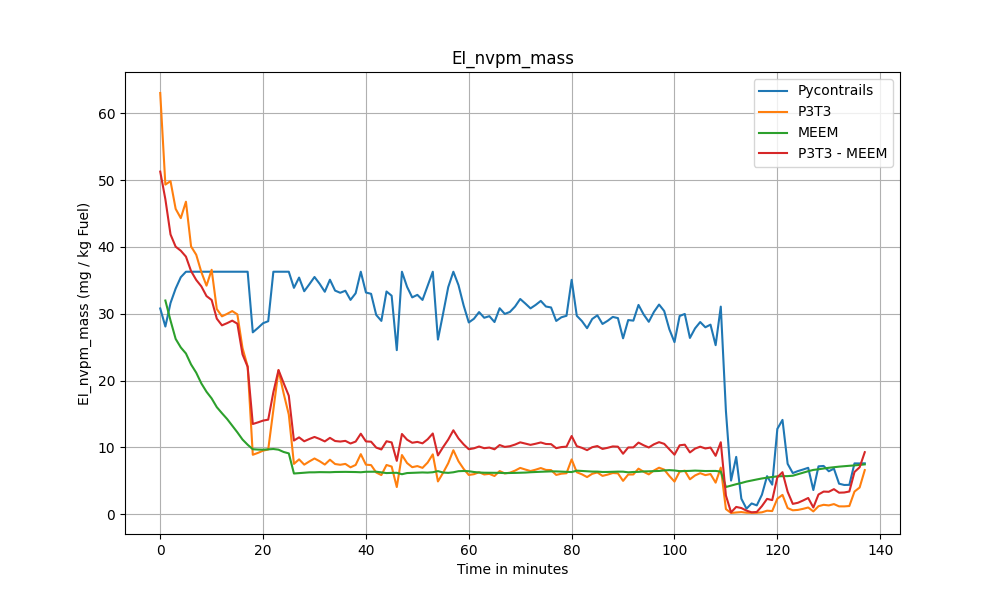 EI_nvpm_mass
Pycontrails
P3T3
MEEM
P3T3 - MEEM
EI_nvpm_mass (mg / kg Fuel)
60
50
40
30
20
10
0
0 20 40 60 80 100 120 140
Time in minutes